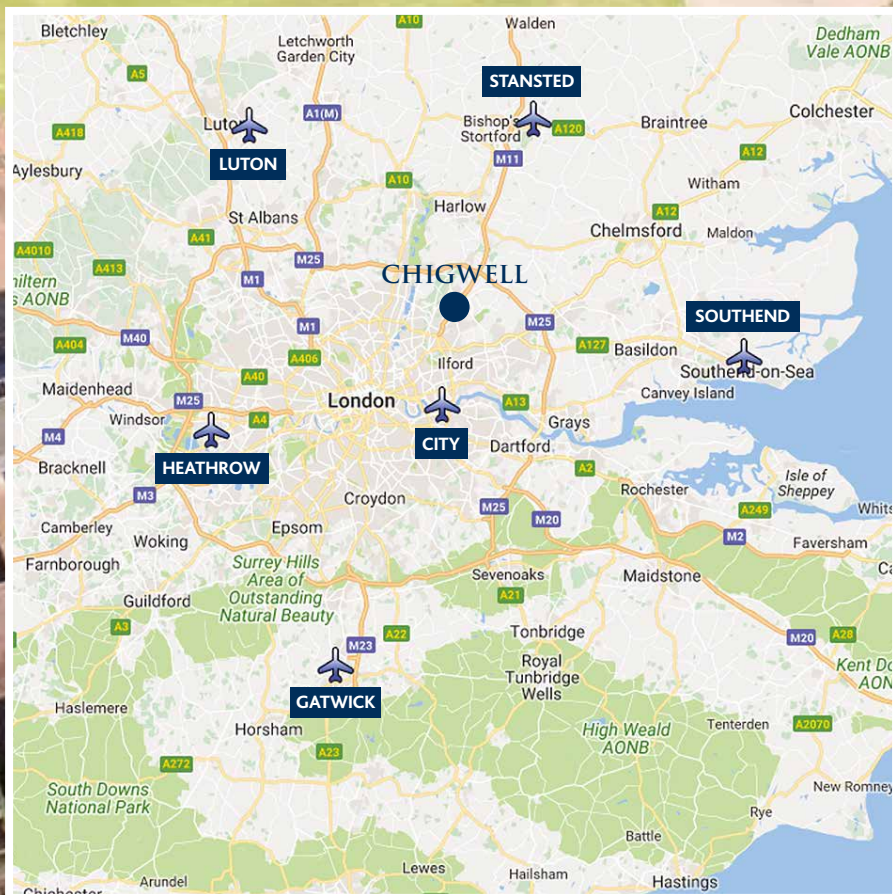 A10
Walden
Bletchley
Letchworth
Garden City
Dedham
Vale AONB
A5
STANSTED
A1(M)
Colchester
Luton
Bishop's
Stortford
A120
Braintree
A418
LUTON
M11
A12
Aylesbury
A10
Witham
Harlow
St Albans
A12
Chelmsford
Maldon
A41
A4010
A413
M25
M1
CHIGWELL
AONB
SOUTHEND
M1
M25
M40
A127
Basildon
A404
A406
Ilford
Southend-on-Sea
A40
Maidenhead
Canvey Island
M25
London
A13
Windsor
A4
Grays
M4
CITY
Dartford
HEATHROW
Bracknell
A2
Isle of
Sheppey
Rochester
M3
Croydon
M25
A249
Whits
M20
Camberley
Epsom
M2
Woking
Faversham
Farnborough
Surrey Hills
Area of
Outstanding
Natural Beauty
Sevenoaks
Maidstone
A21
Guildford
A3
A22
Tonbridge
M20
A28
M23
Royal
Tunbridge
Wells
Kent Do
AON
GATWICK
Haslemere
Horsham
High Weald
AONB
Tenterden
A2070
A23
A272
South Downs
National Park
New Romney
Rye
Battle
Lewes
Hailsham
Arundel
Hastings